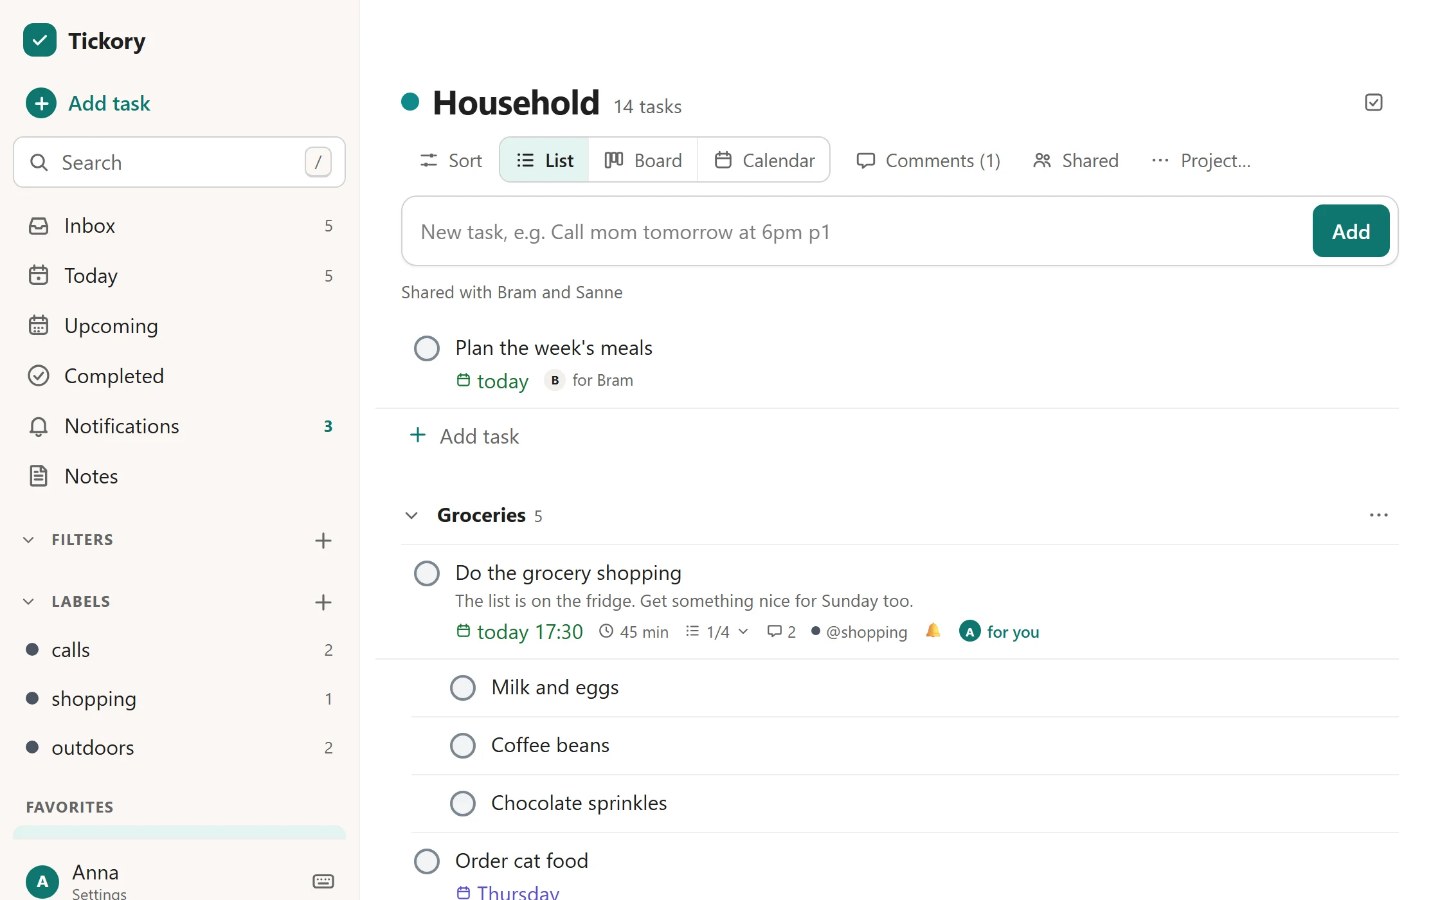 Tickory
Add task
Search /
Inbox 5
Today 5
Upcoming
Completed
Notifications 3
Notes
FILTERS
LABELS
calls 2
shopping 1
outdoors 2
FAVORITES
A Anna
Settings
Household 14 tasks
Sort List Board Calendar Comments (1) Shared Project...
New task, e.g. Call mom tomorrow at 6pm p1 Add
Shared with Bram and Sanne
Plan the week's meals
today B for Bram
Add task
Groceries 5
Do the grocery shopping
The list is on the fridge. Get something nice for Sunday too.
today 17:30 45 min 1/4 2 @shopping A for you
Milk and eggs
Coffee beans
Chocolate sprinkles
Order cat food
Thursday